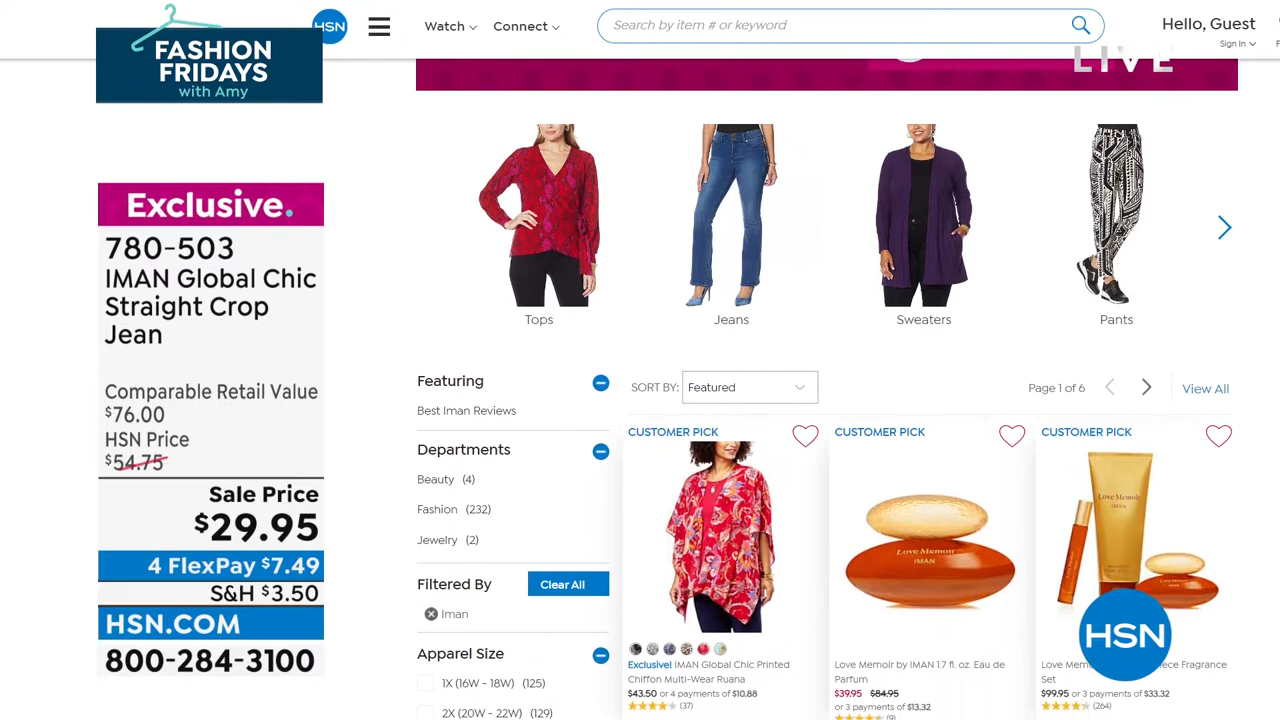 HSN
Watch
Connect
Search by item # or keyword
Hello, Guest
Sign In
FASHION
FRIDAYS
with Amy
LIVE
Exclusive.
780-503
IMAN Global Chic
Straight Crop
Jean
Comparable Retail Value
$76.00
HSN Price
$54.75
Sale Price
$29.95
4 FlexPay $7.49
S&H $3.50
HSN.COM
800-284-3100
Tops
Jeans
Sweaters
Pants
Featuring
Best Iman Reviews
Departments
Beauty (4)
Fashion (232)
Jewelry (2)
Filtered By
Clear All
Iman
Apparel Size
1X (16W - 18W) (125)
2X (20W - 22W) (129)
SORT BY: Featured
Page 1 of 6
View All
CUSTOMER PICK
Exclusive! IMAN Global Chic Printed
Chiffon Multi-Wear Ruana
$43.50 or 4 payments of $10.88
(37)
CUSTOMER PICK
Love Memoir
IMAN
Love Memoir by IMAN 1.7 fl. oz. Eau de
Parfum
$39.95 $84.95
or 3 payments of $13.32
(9)
CUSTOMER PICK
Love Memoir
Fragrance
Set
$99.95 or 3 payments of $33.32
(264)
HSN